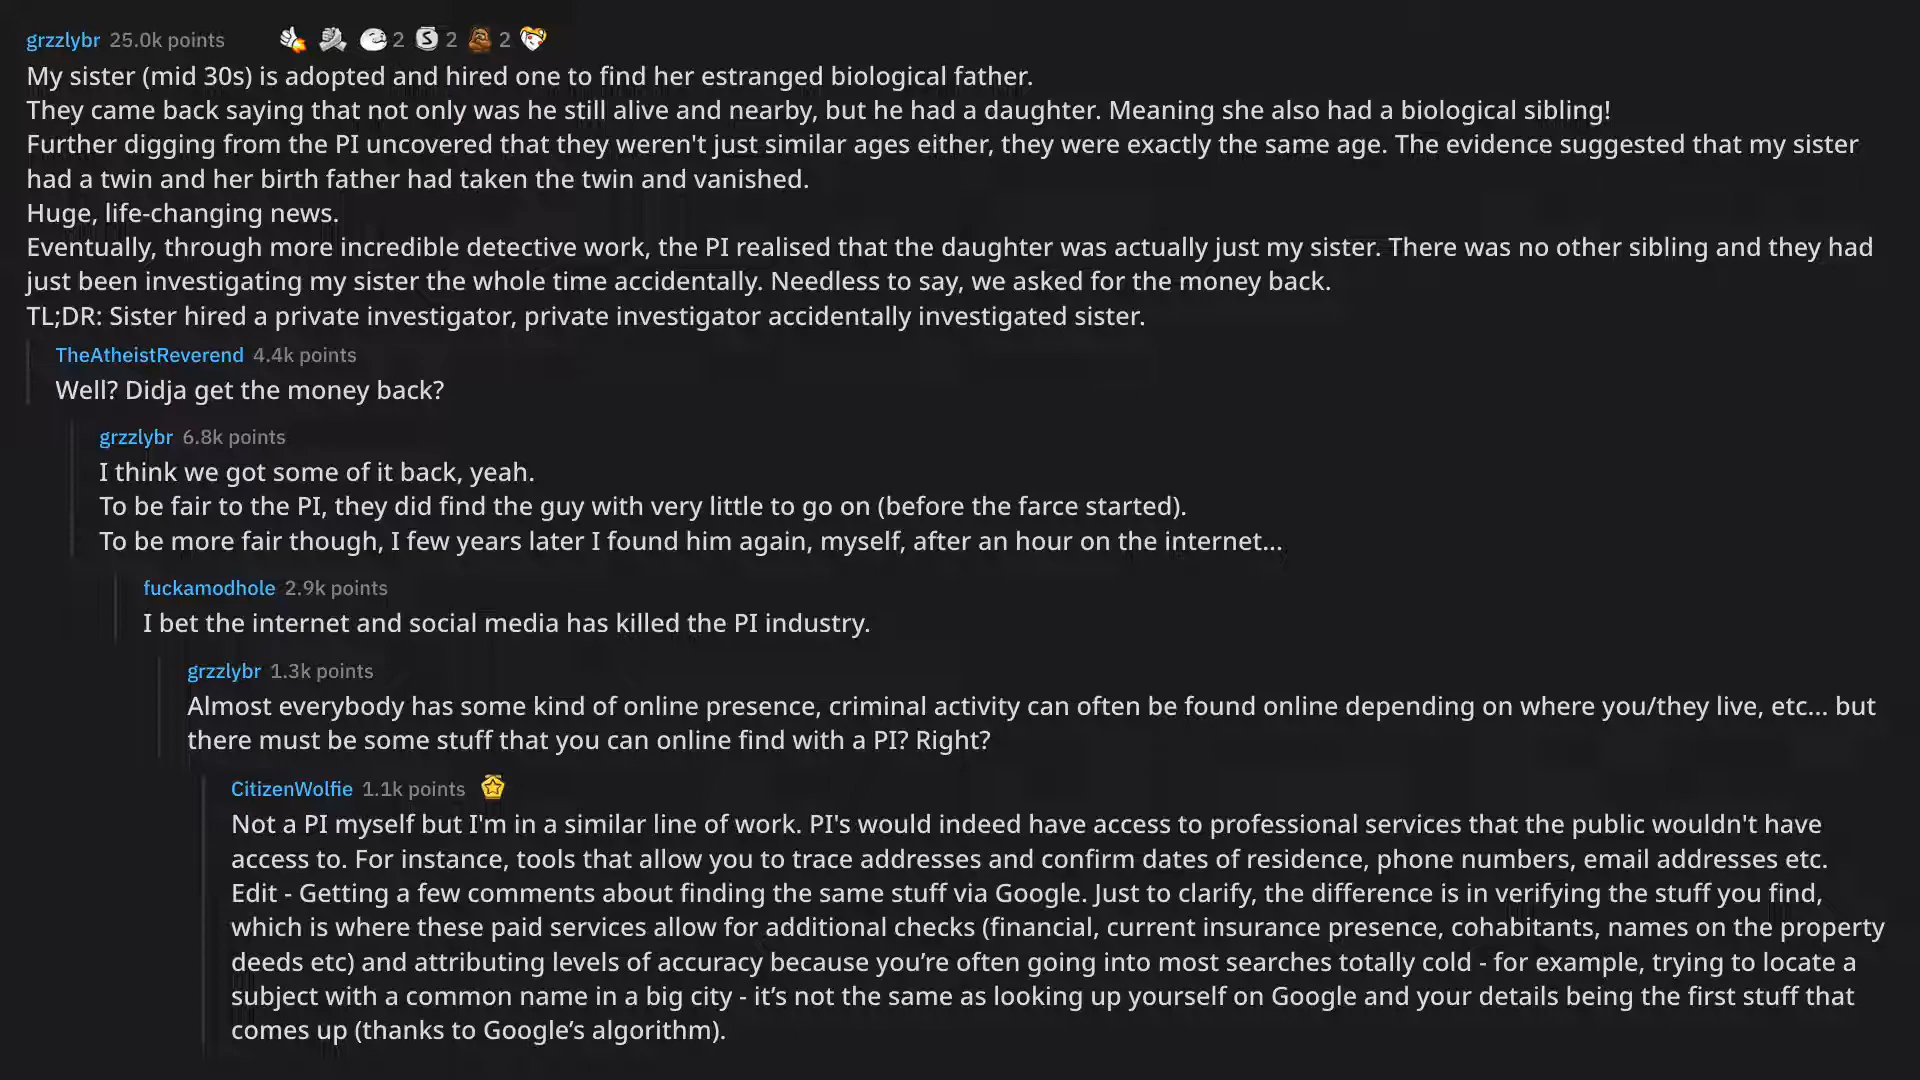 grzzlybr 25.0k points 2 2 2
My sister (mid 30s) is adopted and hired one to find her estranged biological father.
They came back saying that not only was he still alive and nearby, but he had a daughter. Meaning she also had a biological sibling!
Further digging from the PI uncovered that they weren't just similar ages either, they were exactly the same age. The evidence suggested that my sister
had a twin and her birth father had taken the twin and vanished.
Huge, life-changing news.
Eventually, through more incredible detective work, the PI realised that the daughter was actually just my sister. There was no other sibling and they had
just been investigating my sister the whole time accidentally. Needless to say, we asked for the money back.
TL;DR: Sister hired a private investigator, private investigator accidentally investigated sister.
TheAtheistReverend 4.4k points
Well? Didja get the money back?
grzzlybr 6.8k points
I think we got some of it back, yeah.
To be fair to the PI, they did find the guy with very little to go on (before the farce started).
To be more fair though, I few years later I found him again, myself, after an hour on the internet...
fuckamodhole 2.9k points
I bet the internet and social media has killed the PI industry.
grzzlybr 1.3k points
Almost everybody has some kind of online presence, criminal activity can often be found online depending on where you/they live, etc... but
there must be some stuff that you can online find with a PI? Right?
CitizenWolfie 1.1k points
Not a PI myself but I'm in a similar line of work. PI's would indeed have access to professional services that the public wouldn't have
access to. For instance, tools that allow you to trace addresses and confirm dates of residence, phone numbers, email addresses etc.
Edit - Getting a few comments about finding the same stuff via Google. Just to clarify, the difference is in verifying the stuff you find,
which is where these paid services allow for additional checks (financial, current insurance presence, cohabitants, names on the property
deeds etc) and attributing levels of accuracy because you’re often going into most searches totally cold - for example, trying to locate a
subject with a common name in a big city - it’s not the same as looking up yourself on Google and your details being the first stuff that
comes up (thanks to Google’s algorithm).